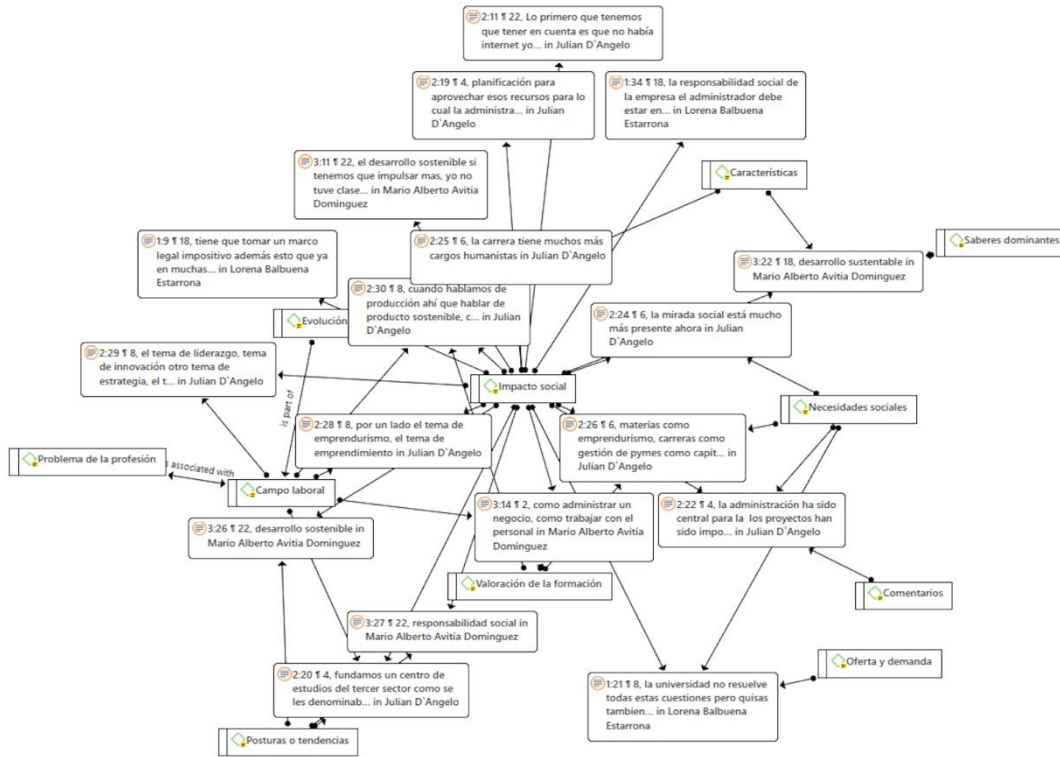 2:11 ¶ 22, Lo primero que tenemos
que tener en cuenta es que no había
internet yo... in Julian D`Angelo
2:19 ¶ 4, planificación para
aprovechar esos recursos para lo
cual la administra... in Julian
D`Angelo
1:34 ¶ 18, la responsabilidad social de
la empresa el administrador debe
estar en... in Lorena Balbuena
Estarrona
3:11 ¶ 22, el desarrollo sostenible sí
tenemos que impulsar mas, yo no
tuve clase... in Mario Alberto Avitia
Dominguez
Características
2:25 ¶ 6, la carrera tiene muchos más
cargos humanistas in Julian D`Angelo
1:9 ¶ 18, tiene que tomar un marco
legal impositivo además esto que ya
en muchas... in Lorena Balbuena
Estarrona
Saberes dominantes
3:22 ¶ 18, desarrollo sustentable in
Mario Alberto Avitia Dominguez
2:30 ¶ 8, cuando hablamos de
producción ahí que hablar de
producto sostenible, c... in Julian
D`Angelo
Evolución
2:24 ¶ 6, la mirada social está mucho
más presente ahora in Julian
D`Angelo
2:29 ¶ 8, el tema de liderazgo, tema
de innovación otro tema de
estrategia, el t... in Julian D`Angelo
Impacto social
Necesidades sociales
is part of
2:28 ¶ 8, por un lado el tema de
emprendurismo, el tema de
emprendimiento in Julian D`Angelo
2:26 ¶ 6, materias como
emprendurismo, carreras como
gestión de pymes como capit... in
Julian D`Angelo
Problema de la profesión
associated with
Campo laboral
3:14 ¶ 2, como administrar un
negocio, como trabajar con el
personal in Mario Alberto Avitia
Dominguez
2:22 ¶ 4, la administración ha sido
central para la los proyectos han
sido impo... in Julian D`Angelo
3:26 ¶ 22, desarrollo sostenible in
Mario Alberto Avitia Dominguez
Valoración de la formación
Comentarios
3:27 ¶ 22, responsabilidad social in
Mario Alberto Avitia Dominguez
Oferta y demanda
2:20 ¶ 4, fundamos un centro de
estudios del tercer sector como se
les denominab... in Julian D`Angelo
1:21 ¶ 8, la universidad no resuelve
todas estas cuestiones pero quisas
tambien... in Lorena Balbuena
Estarrona
Posturas o tendencias